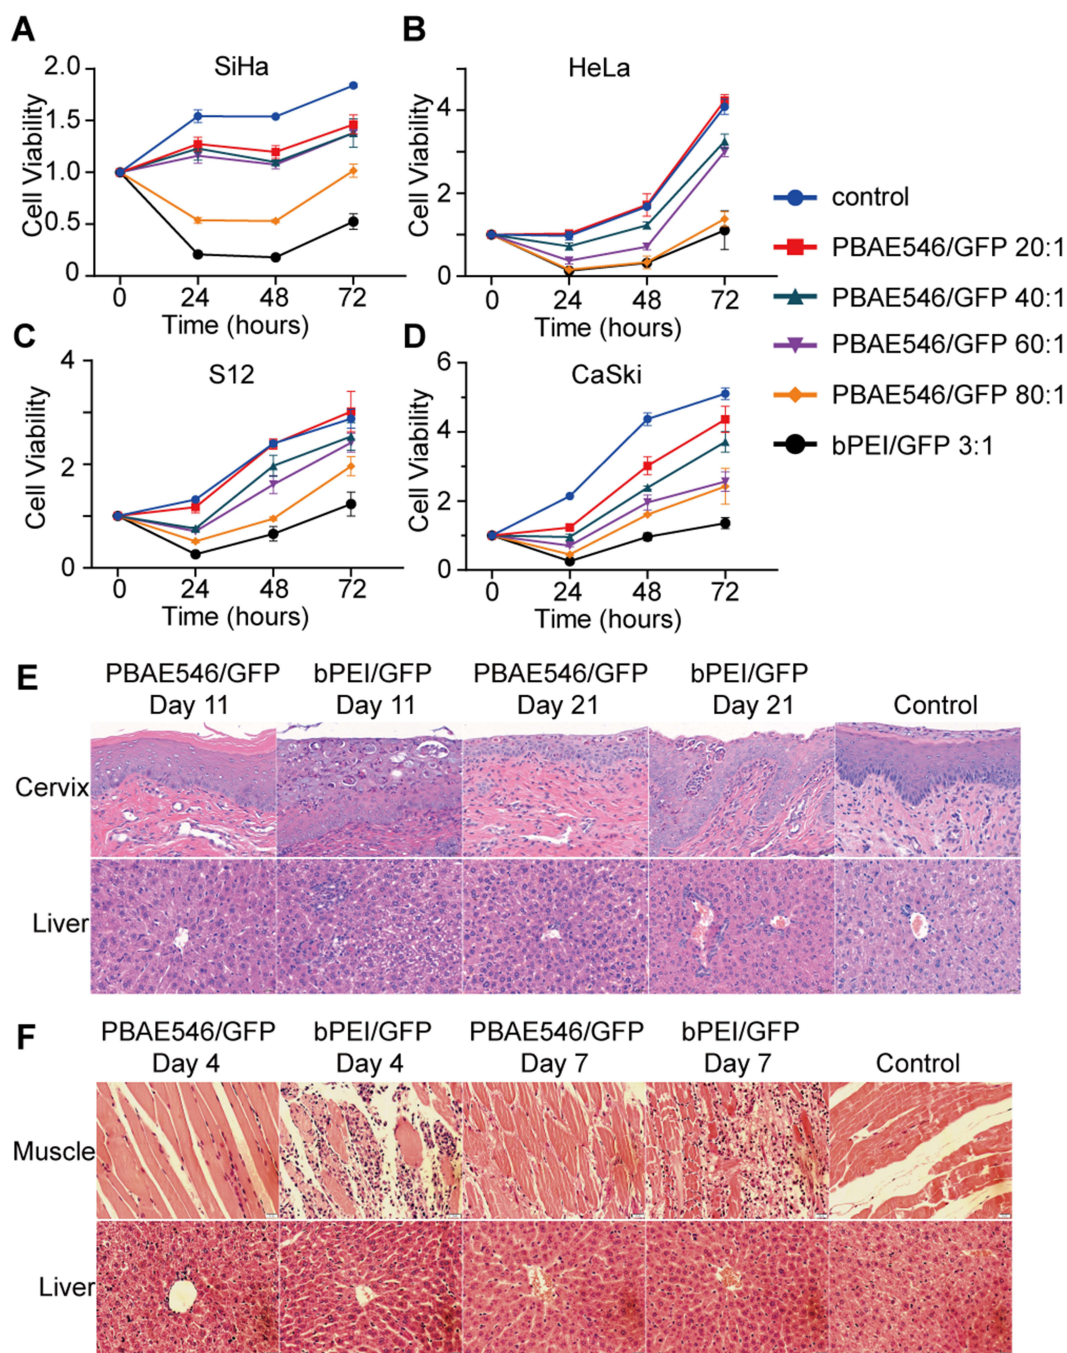 A
SiHa
Cell Viability
2.0
1.5
1.0
0.5
0
0 24 48 72
Time (hours)
B
HeLa
Cell Viability
4
2
0
0 24 48 72
Time (hours)
control
PBAE546/GFP 20:1
PBAE546/GFP 40:1
PBAE546/GFP 60:1
PBAE546/GFP 80:1
bPEI/GFP 3:1
C
S12
Cell Viability
4
2
0
0 24 48 72
Time (hours)
D
CaSki
Cell Viability
6
4
2
0
0 24 48 72
Time (hours)
E
PBAE546/GFP bPEI/GFP PBAE546/GFP bPEI/GFP
Day 11 Day 11 Day 21 Day 21 Control
Cervix
Liver
F
PBAE546/GFP bPEI/GFP PBAE546/GFP bPEI/GFP
Day 4 Day 4 Day 7 Day 7 Control
Muscle
Liver